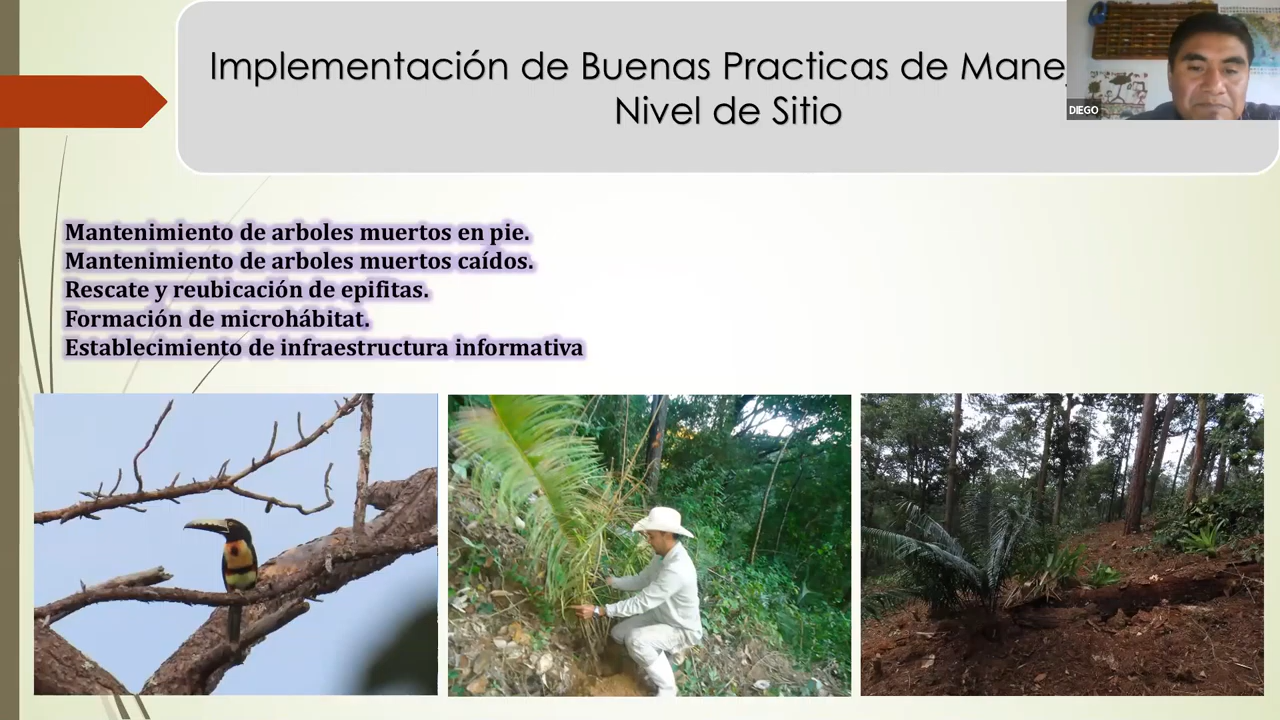 Implementación de Buenas Practicas de Mane
Nivel de Sitio
DIEGO
Mantenimiento de arboles muertos en pie.
Mantenimiento de arboles muertos caídos.
Rescate y reubicación de epifitas.
Formación de microhábitat.
Establecimiento de infraestructura informativa